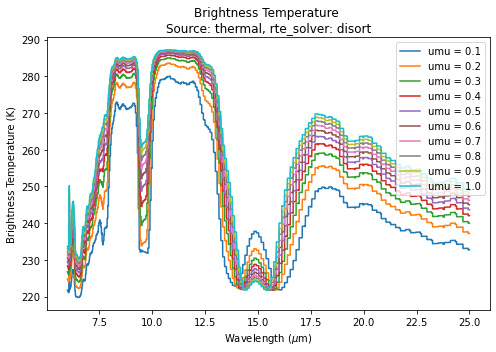 Brightness Temperature
Source: thermal, rte_solver: disort
Brightness Temperature (K)
290
280
270
260
250
240
230
220
umu = 0.1
umu = 0.2
umu = 0.3
umu = 0.4
umu = 0.5
umu = 0.6
umu = 0.7
umu = 0.8
umu = 0.9
umu = 1.0
7.5 10.0 12.5 15.0 17.5 20.0 22.5 25.0
Wavelength (μm)